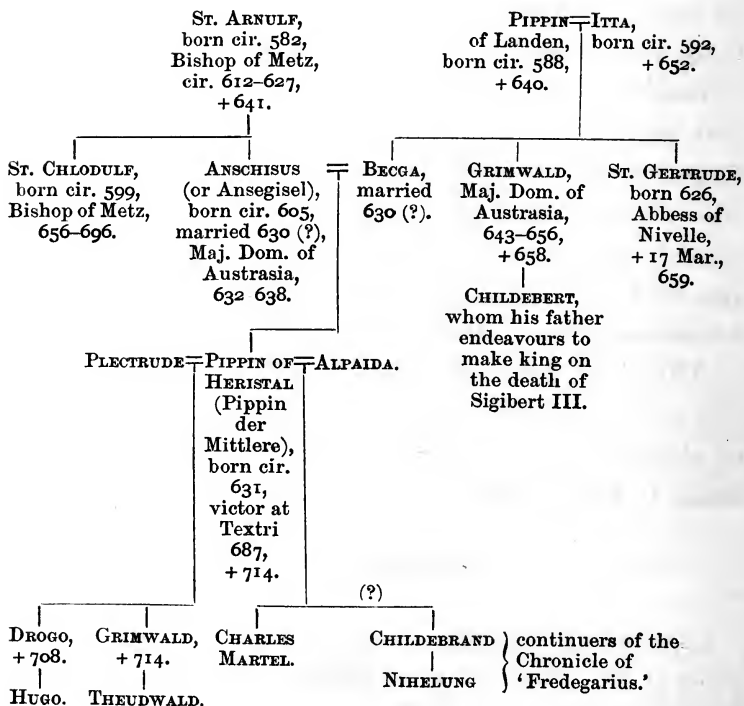 St. Arnulf,
born cir. 582,
Bishop of Metz,
cir. 612–627,
+641.
Pippin
of Landen,
born cir. 588,
+640.
Itta,
born cir. 592,
+652.
St. Chlodulf,
born cir. 599,
Bishop of Metz,
656–696.
Anschisus
(or Ansegisel),
born cir. 605,
married 630 (?),
Maj. Dom. of
Austrasia,
632 638.
Becga,
married
630 (?).
Grimwald,
Maj. Dom. of
Austrasia,
643–656,
+658.
St. Gertrude,
born 626,
Abbess of
Nivelle,
+17 Mar.,
659.
Childebert,
whom his father
endeavours to
make king on
the death of
Sigibert III.
Plectrude
Pippin of
Heristal
(Pippin
der
Mittlere),
born cir.
631,
victor at
Textri
687,
+714.
Alpaida.
(?)
Drogo,
+708.
Hugo.
Grimwald,
+714.
Theudwald.
Charles
Martel.
Childebrand
Nihelung
continuers of the
Chronicle of
'Fredegarius.'